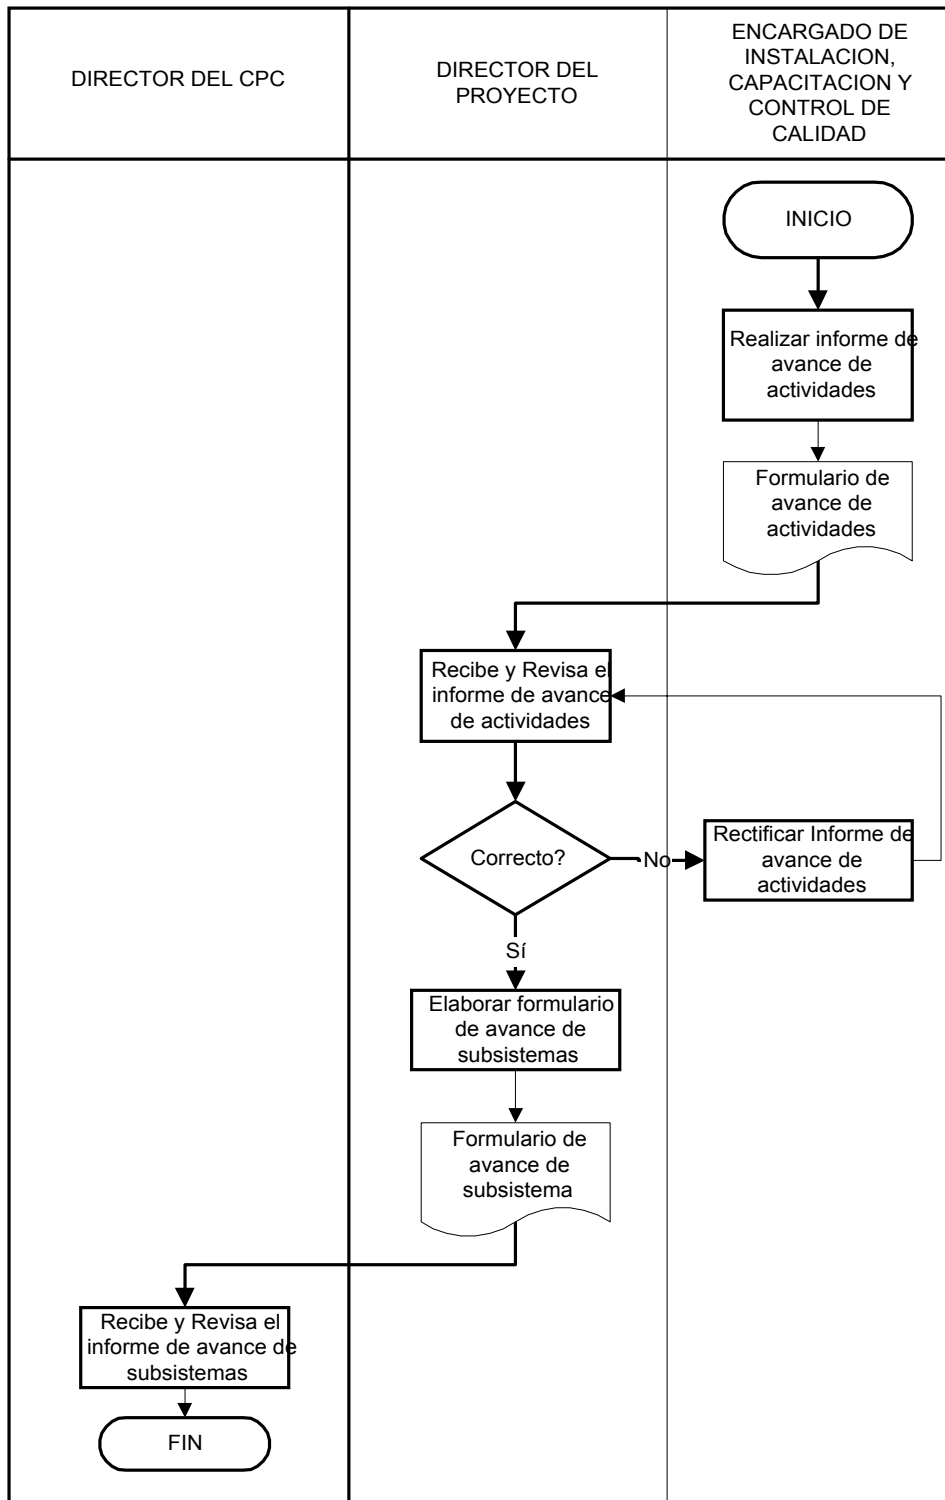 DIRECTOR DEL CPC
DIRECTOR DEL
PROYECTO
ENCARGADO DE
INSTALACION,
CAPACITACION Y
CONTROL DE
CALIDAD
INICIO
Realizar informe de
avance de
actividades
Formulario de
avance de
actividades
Recibe y Revisa el
informe de avance
de actividades
Correcto?
No
Rectificar Informe de
avance de
actividades
Sí
Elaborar formulario
de avance de
subsistemas
Formulario de
avance de
subsistema
Recibe y Revisa el
informe de avance de
subsistemas
FIN